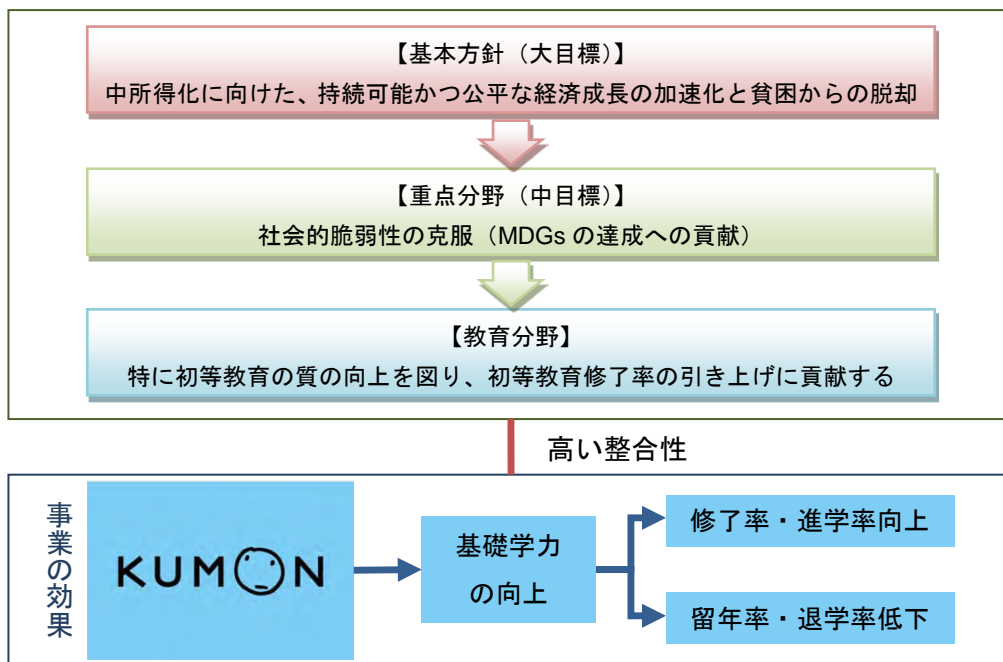 【基本方針（大目標）】
中所得化に向けた、持続可能かつ公平な経済成長の加速化と貧困からの脱却
【重点分野（中目標）】
社会的脆弱性の克服（MDGs の達成への貢献）
【教育分野】
特に初等教育の質の向上を図り、初等教育修了率の引き上げに貢献する
高い整合性
事業の効果
KUMON
基礎学力
の向上
修了率・進学率向上
留年率・退学率低下